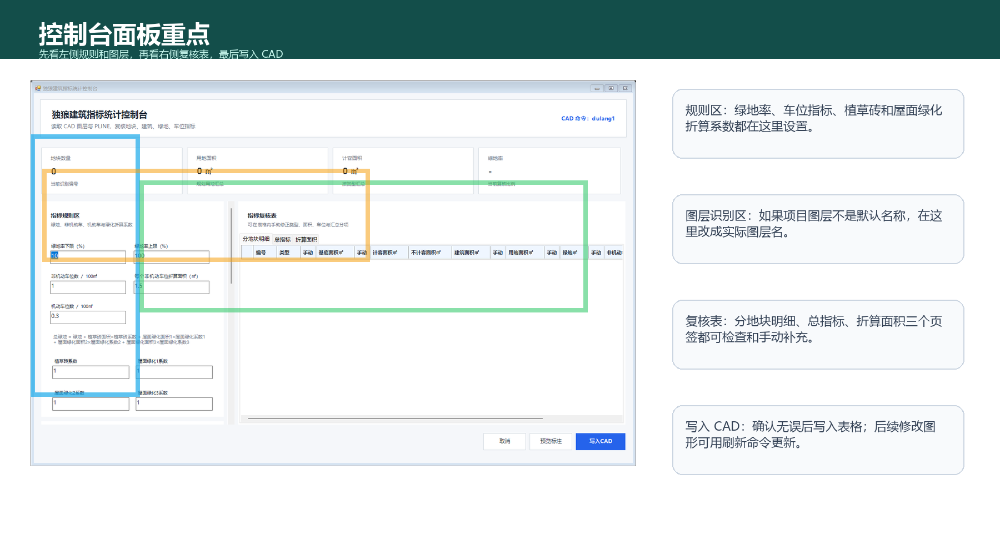 控制台面板重点
先看左侧规则和图层，再看右侧复核表，最后写入 CAD
独狼建筑指标统计控制台
独狼建筑指标统计控制台
读取 CAD 图层与 PLINE，复核地块、建筑、绿地、车位指标
CAD 命令：dulang1
地块数量
0
当前识别编号
用地面积
0 ㎡
规划用地汇总
计容面积
0 ㎡
按类型汇总
绿地率
-
当前复核比例
指标规则区
绿地、非机动车、机动车与绿化折算系数
绿地率下限（%）
10
绿地率上限（%）
100
非机动车位数 / 100㎡
1
每个非机动车位折算面积（㎡）
1.5
机动车位数 / 100㎡
0.3
总绿地 = 绿地 + 植草砖面积×植草砖系数 + 屋面绿化面积1×屋面绿化系数1
+ 屋面绿化面积2×屋面绿化系数2 + 屋面绿化面积3×屋面绿化系数3
植草砖系数
1
屋面绿化1系数
1
屋面绿化2系数
1
屋面绿化3系数
1
指标复核表
可在表格内手动修正类型、面积、车位与汇总分项
分地块明细 总指标 折算面积
编号 类型 手动 基底面积㎡ 手动 计容面积㎡ 不计容面积㎡ 建筑面积㎡ 手动 用地面积㎡ 手动 绿地㎡ 手动 非机动
取消 预览标注 写入CAD
规则区：绿地率、车位指标、植草砖和屋面绿化
折算系数都在这里设置。
图层识别区：如果项目图层不是默认名称，在这
里改成实际图层名。
复核表：分地块明细、总指标、折算面积三个页
签都可检查和手动补充。
写入 CAD：确认无误后写入表格；后续修改图
形可用刷新命令更新。